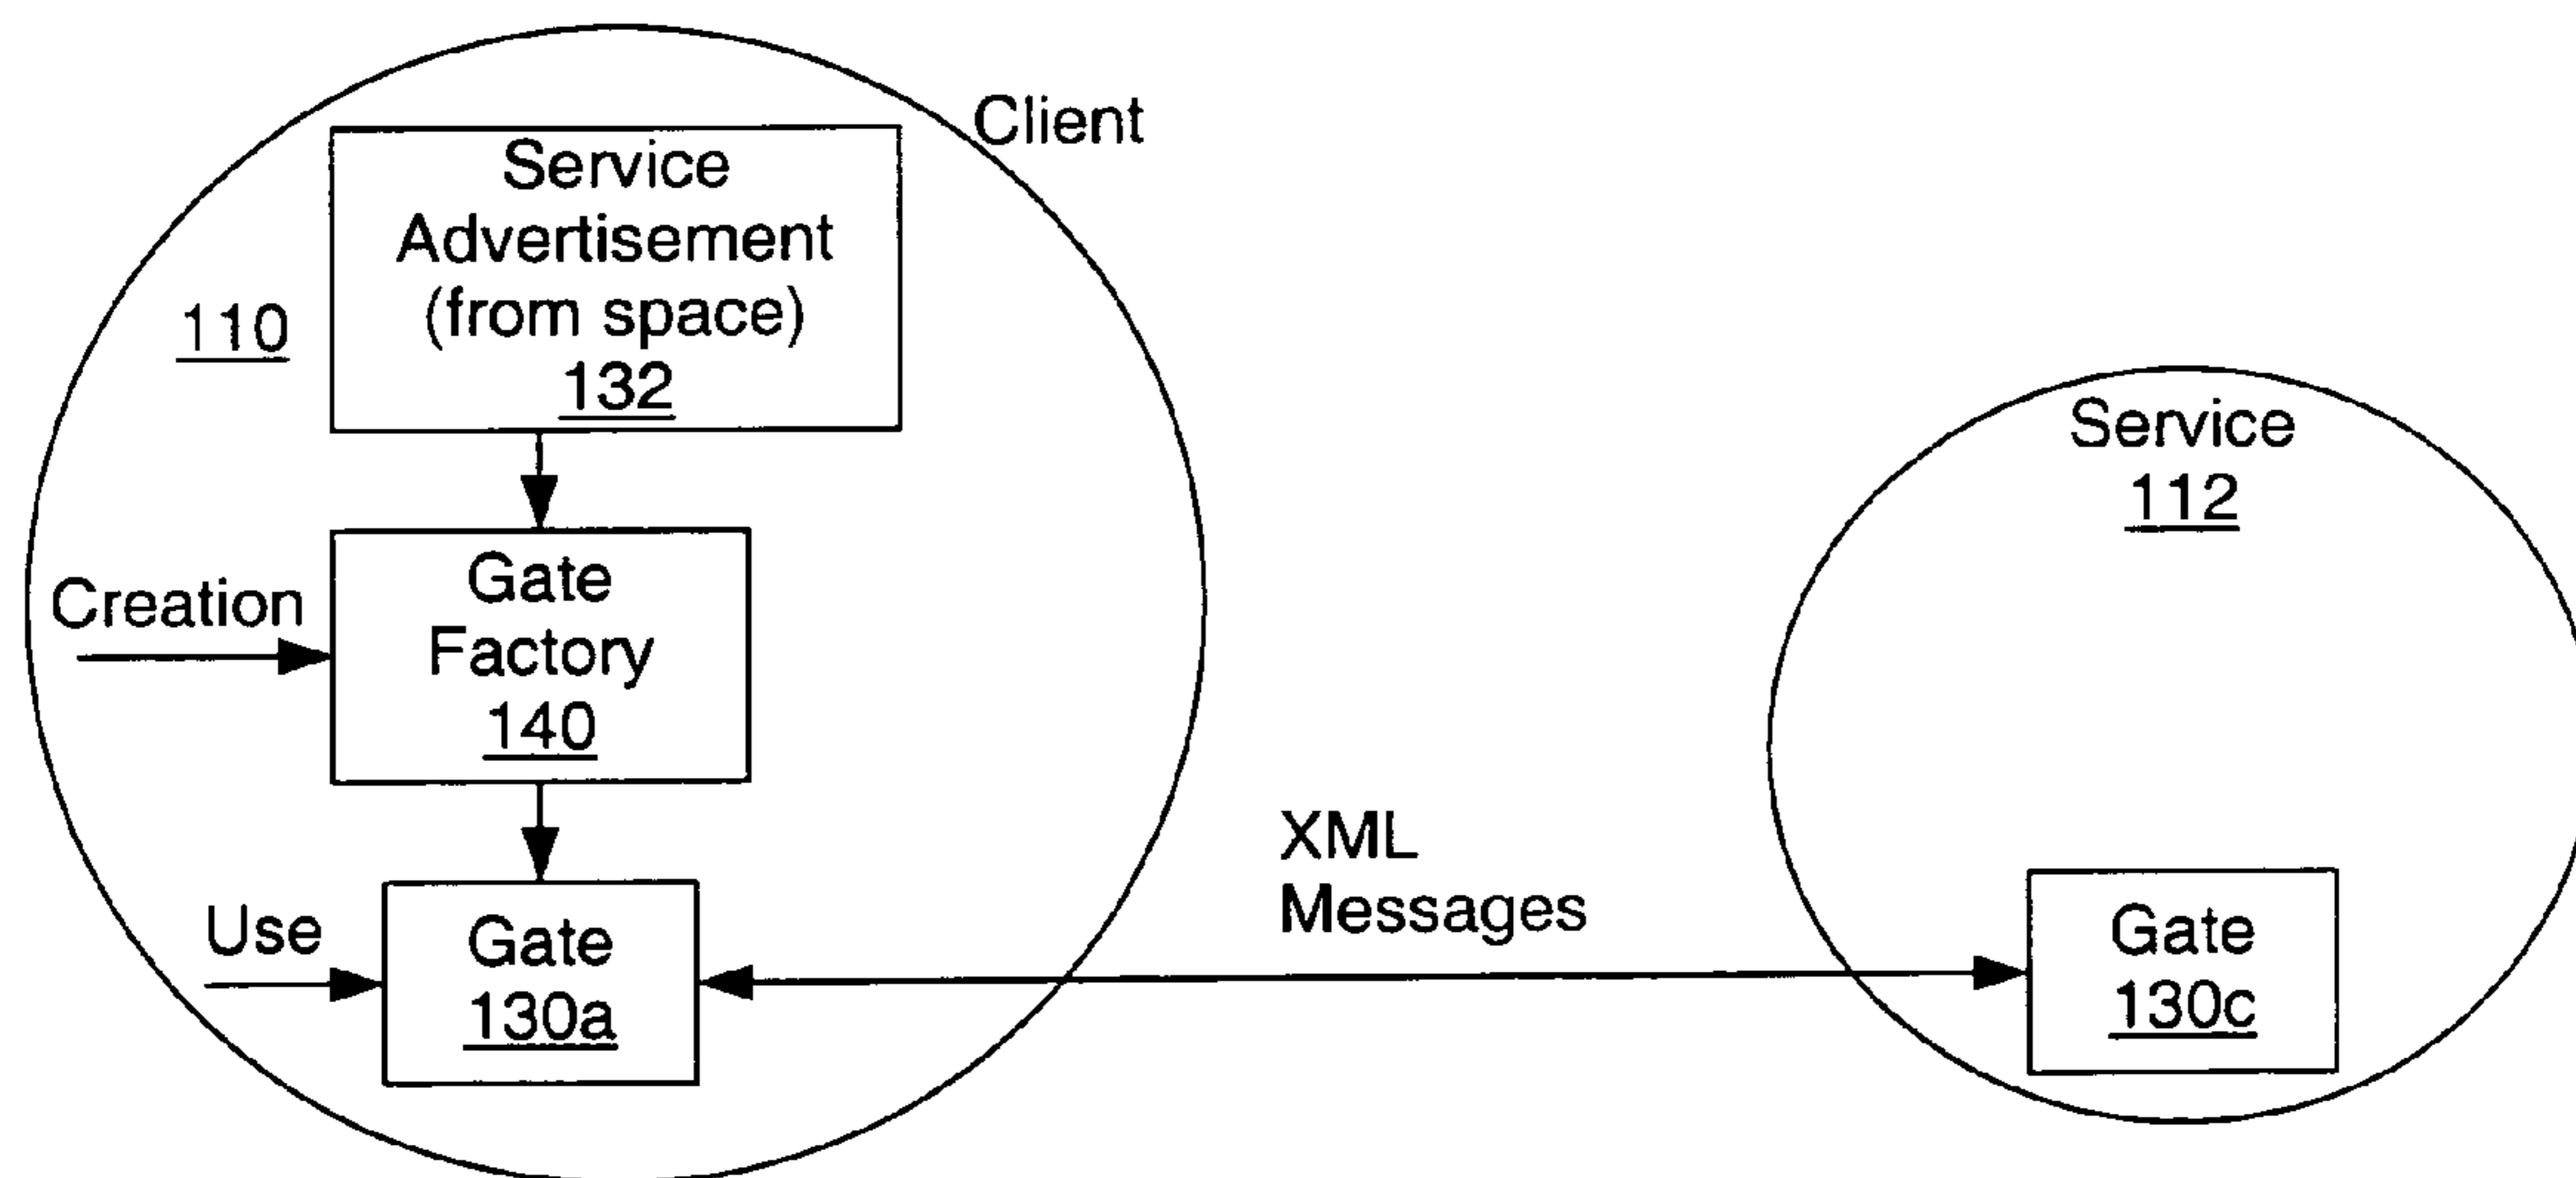 Client
Service
Advertisement
(from space)
132
110
Creation
Gate
Factory
140
Use
Gate
130a
XML
Messages
Service
112
Gate
130c